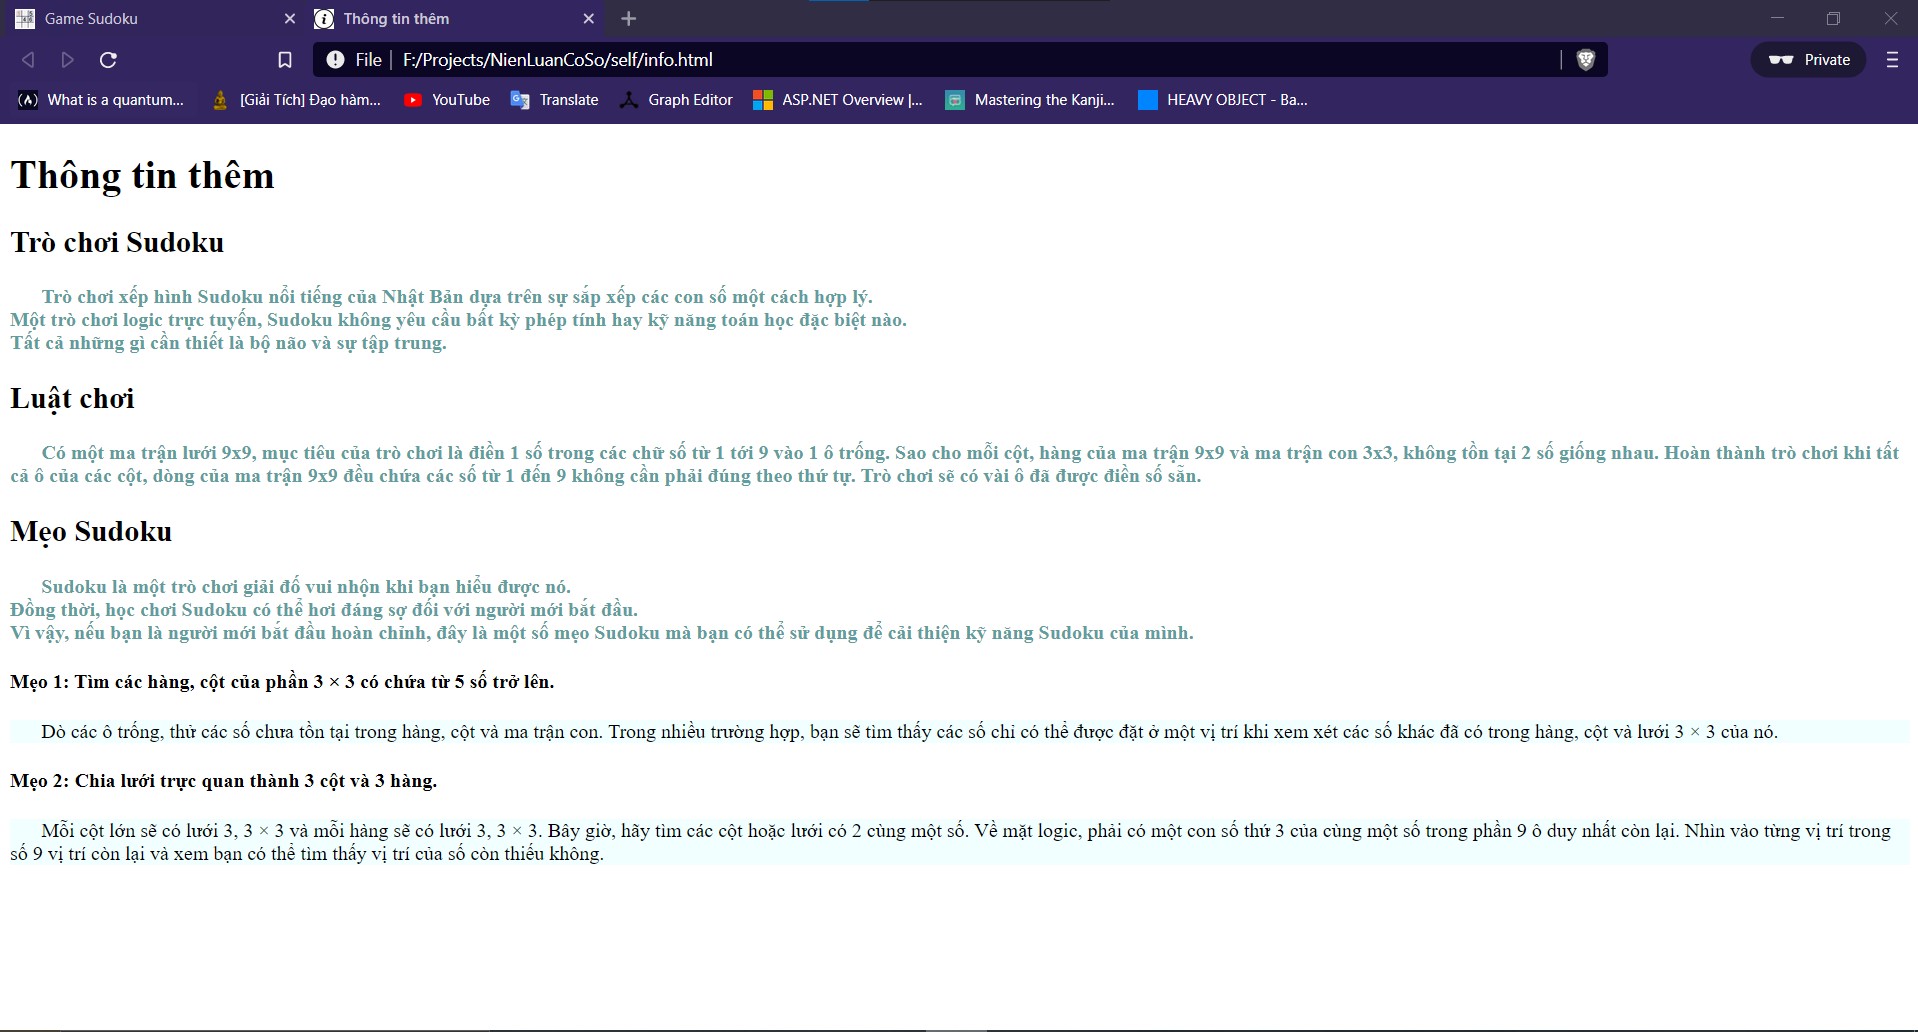 Game Sudoku
Thông tin thêm
File
F:/Projects/NienLuanCoSo/self/info.html
Private
What is a quantum...
[Giải Tích] Đạo hàm...
YouTube
Translate
Graph Editor
ASP.NET Overview |...
Mastering the Kanji...
HEAVY OBJECT - Ba...
Thông tin thêm
Trò chơi Sudoku
Trò chơi xếp hình Sudoku nổi tiếng của Nhật Bản dựa trên sự sắp xếp các con số một cách hợp lý.
Một trò chơi logic trực tuyến, Sudoku không yêu cầu bất kỳ phép tính hay kỹ năng toán học đặc biệt nào.
Tất cả những gì cần thiết là bộ não và sự tập trung.
Luật chơi
Có một ma trận lưới 9x9, mục tiêu của trò chơi là điền 1 số trong các chữ số từ 1 tới 9 vào 1 ô trống. Sao cho mỗi cột, hàng của ma trận 9x9 và ma trận con 3x3, không tồn tại 2 số giống nhau. Hoàn thành trò chơi khi tất
cả ô của các cột, dòng của ma trận 9x9 đều chứa các số từ 1 đến 9 không cần phải đúng theo thứ tự. Trò chơi sẽ có vài ô đã được điền số sẵn.
Mẹo Sudoku
Sudoku là một trò chơi giải đố vui nhộn khi bạn hiểu được nó.
Đồng thời, học chơi Sudoku có thể hơi đáng sợ đối với người mới bắt đầu.
Vì vậy, nếu bạn là người mới bắt đầu hoàn chỉnh, đây là một số mẹo Sudoku mà bạn có thể sử dụng để cải thiện kỹ năng Sudoku của mình.
Mẹo 1: Tìm các hàng, cột của phần 3 × 3 có chứa từ 5 số trở lên.
Dò các ô trống, thử các số chưa tồn tại trong hàng, cột và ma trận con. Trong nhiều trường hợp, bạn sẽ tìm thấy các số chỉ có thể được đặt ở một vị trí khi xem xét các số khác đã có trong hàng, cột và lưới 3 × 3 của nó.
Mẹo 2: Chia lưới trực quan thành 3 cột và 3 hàng.
Mỗi cột lớn sẽ có lưới 3, 3 × 3 và mỗi hàng sẽ có lưới 3, 3 × 3. Bây giờ, hãy tìm các cột hoặc lưới có 2 cùng một số. Về mặt logic, phải có một con số thứ 3 của cùng một số trong phần 9 ô duy nhất còn lại. Nhìn vào từng vị trí trong
số 9 vị trí còn lại và xem bạn có thể tìm thấy vị trí của số còn thiếu không.